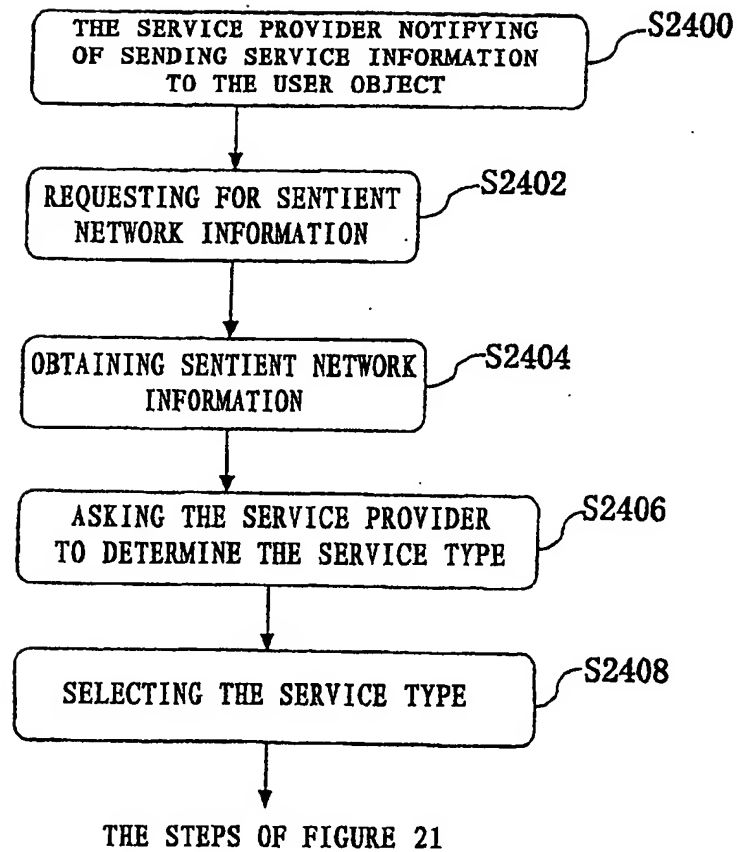 THE SERVICE PROVIDER NOTIFYING
OF SENDING SERVICE INFORMATION
TO THE USER OBJECT
S2400
REQUESTING FOR SENTIENT
NETWORK INFORMATION
S2402
OBTAINING SENTIENT NETWORK
INFORMATION
S2404
ASKING THE SERVICE PROVIDER
TO DETERMINE THE SERVICE TYPE
S2406
SELECTING THE SERVICE TYPE
S2408
THE STEPS OF FIGURE 21